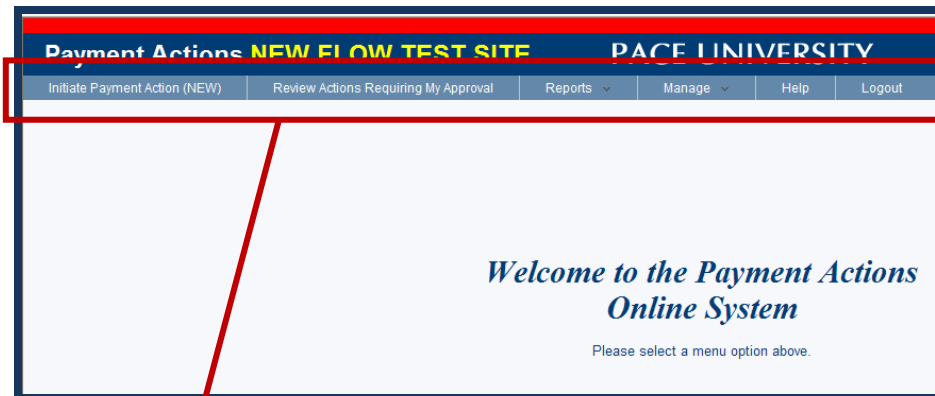 Payment Actions NEW FLOW TEST SITE PACE UNIVERSITY
Initiate Payment Action (NEW) Review Actions Requiring My Approval Reports Manage Help Logout
Welcome to the Payment Actions
Online System
Please select a menu option above.